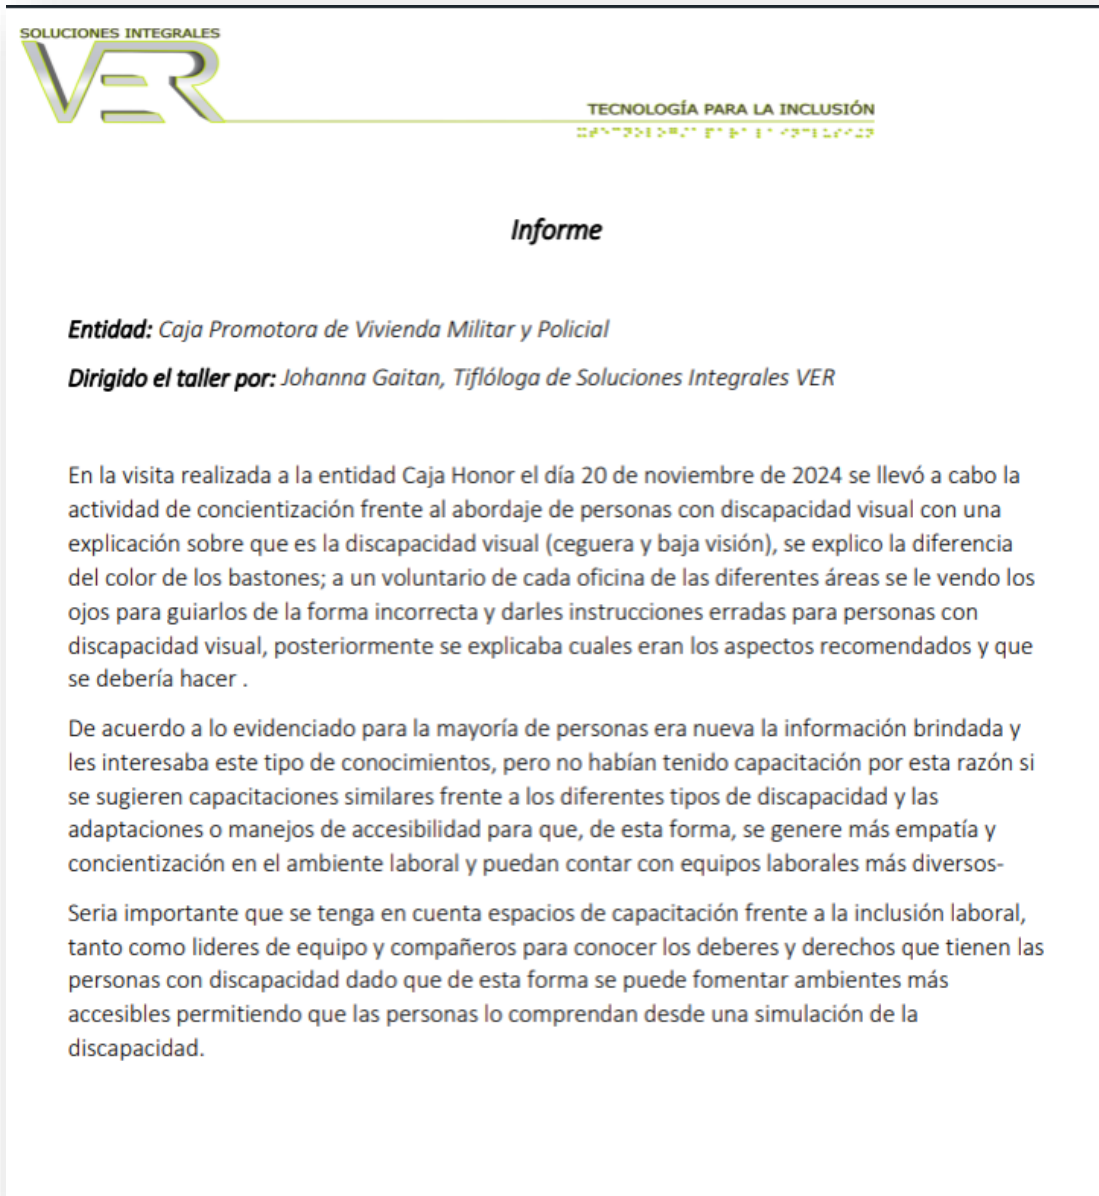 SOLUCIONES INTEGRALES
VER
TECNOLOGÍA PARA LA INCLUSIÓN
Informe
Entidad: Caja Promotora de Vivienda Militar y Policial
Dirigido el taller por: Johanna Gaitan, Tiflóloga de Soluciones Integrales VER
En la visita realizada a la entidad Caja Honor el día 20 de noviembre de 2024 se llevó a cabo la
actividad de concientización frente al abordaje de personas con discapacidad visual con una
explicación sobre que es la discapacidad visual (ceguera y baja visión), se explico la diferencia
del color de los bastones; a un voluntario de cada oficina de las diferentes áreas se le vendo los
ojos para guiarlos de la forma incorrecta y darles instrucciones erradas para personas con
discapacidad visual, posteriormente se explicaba cuales eran los aspectos recomendados y que
se debería hacer .
De acuerdo a lo evidenciado para la mayoría de personas era nueva la información brindada y
les interesaba este tipo de conocimientos, pero no habían tenido capacitación por esta razón si
se sugieren capacitaciones similares frente a los diferentes tipos de discapacidad y las
adaptaciones o manejos de accesibilidad para que, de esta forma, se genere más empatía y
concientización en el ambiente laboral y puedan contar con equipos laborales más diversos-
Seria importante que se tenga en cuenta espacios de capacitación frente a la inclusión laboral,
tanto como lideres de equipo y compañeros para conocer los deberes y derechos que tienen las
personas con discapacidad dado que de esta forma se puede fomentar ambientes más
accesibles permitiendo que las personas lo comprendan desde una simulación de la
discapacidad.